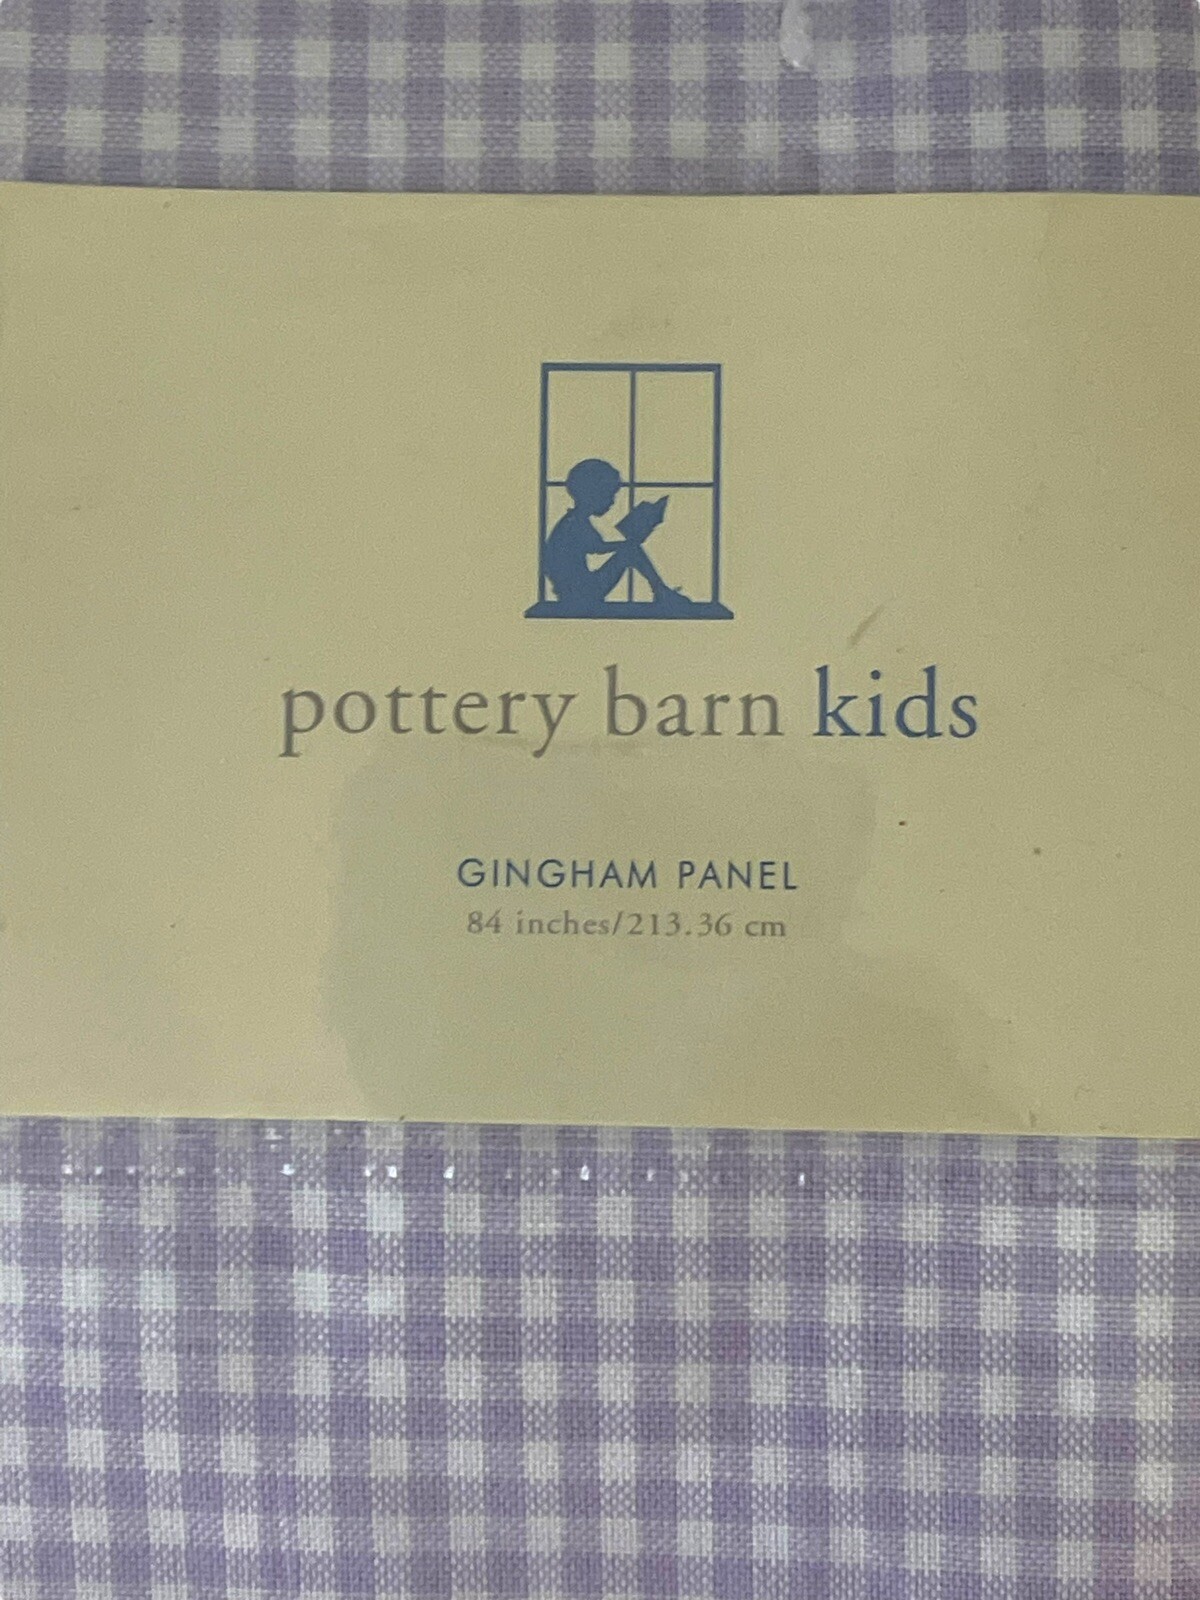 pottery barn kids
GINGHAM PANEL
84 inches/213.36 cm